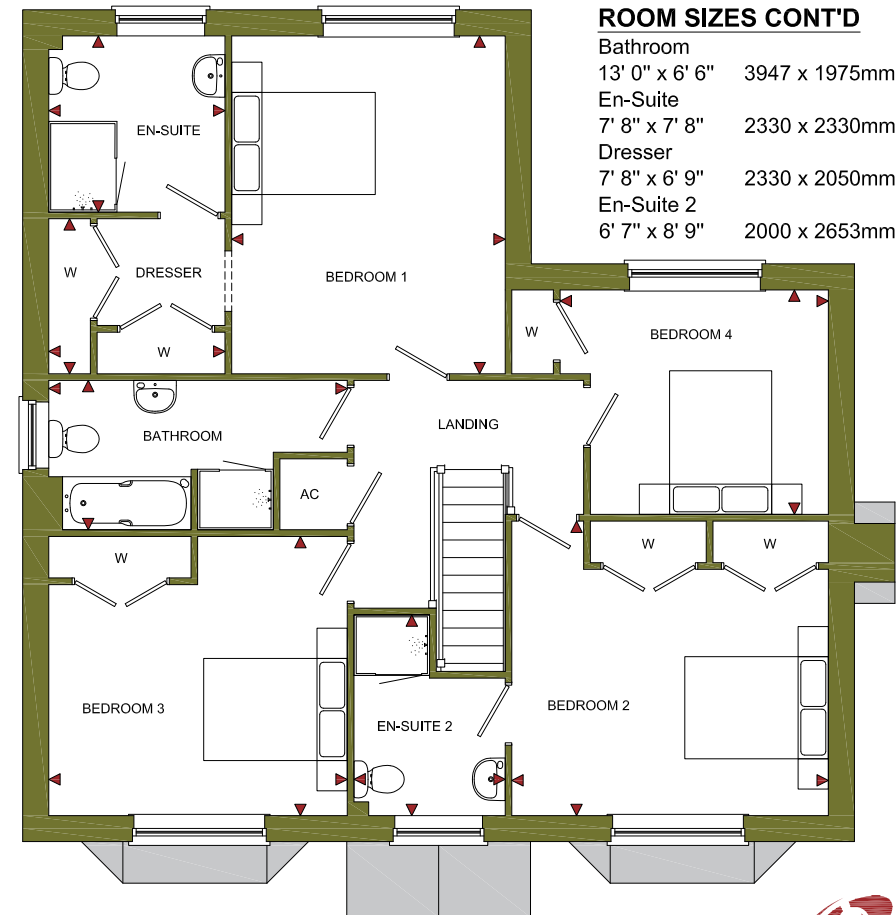 ROOM SIZES CONT'D
Bathroom
13' 0" x 6' 6" 3947 x 1975mm
En-Suite
7' 8" x 7' 8" 2330 x 2330mm
Dresser
7' 8" x 6' 9" 2330 x 2050mm
En-Suite 2
6' 7" x 8' 9" 2000 x 2653mm
EN-SUITE
W
DRESSER
BEDROOM 1
W
W
BEDROOM 4
BATHROOM
LANDING
AC
W
W
W
BEDROOM 3
EN-SUITE 2
BEDROOM 2